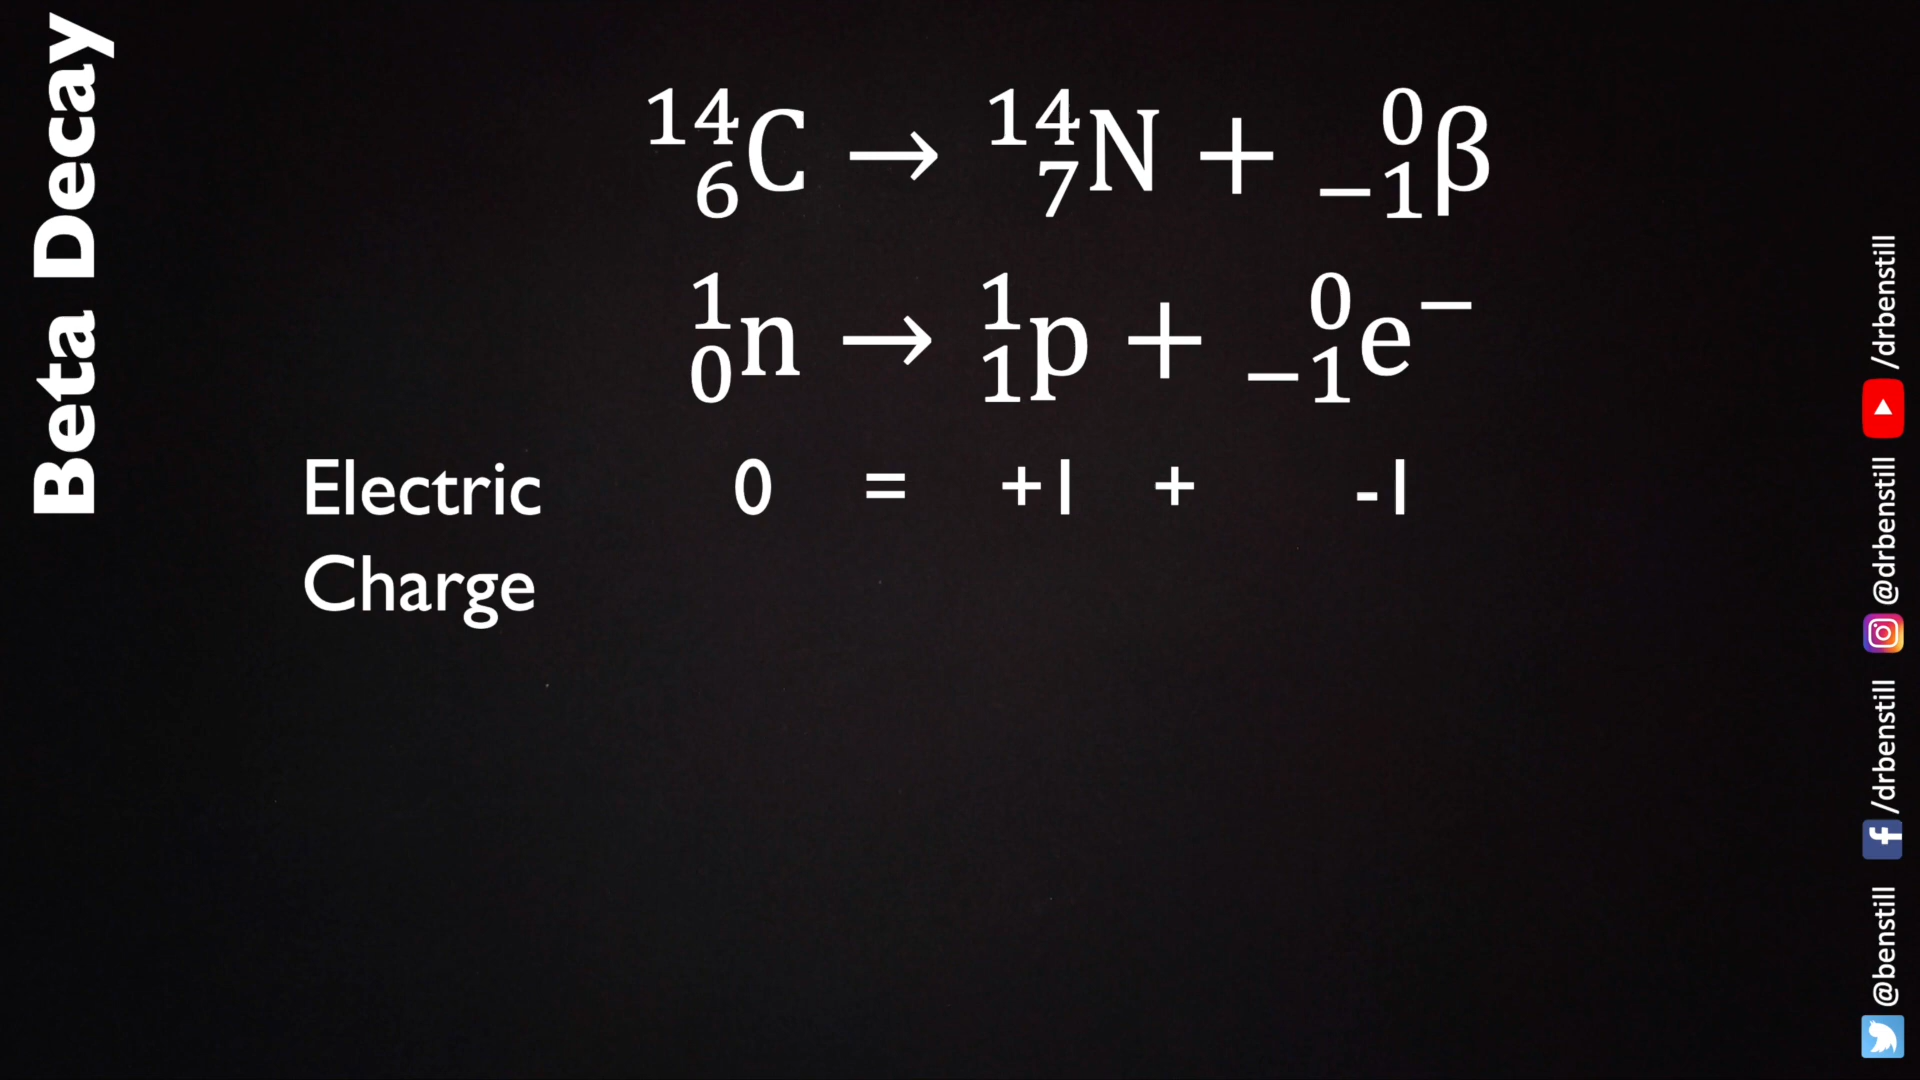 Beta Decay
¹⁴₆C → ¹⁴₇N + ⁰₋₁β
¹₀n → ¹₁p + ⁰₋₁e⁻
Electric 0 = +1 + -1
Charge
@benstill
/drbenstill
@drbenstill
/drbenstill